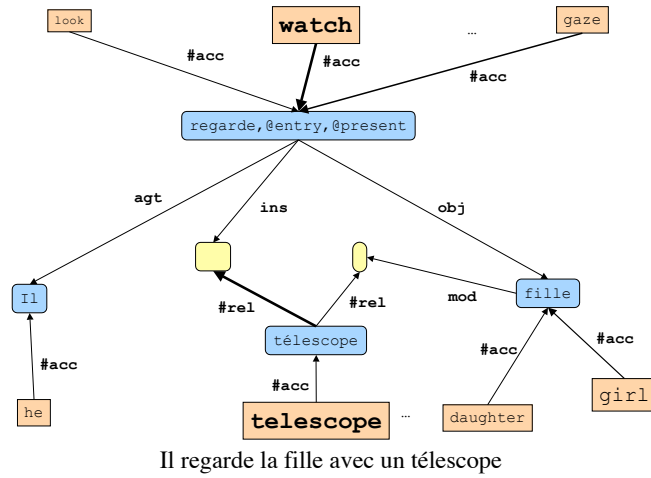 look
watch
...
gaze
#acc
#acc
#acc
regarde,@entry,@present
agt
ins
obj
Il
#rel
#rel
mod
fille
télescope
#acc
#acc
#acc
#acc
he
telescope
...
daughter
girl
Il regarde la fille avec un télescope